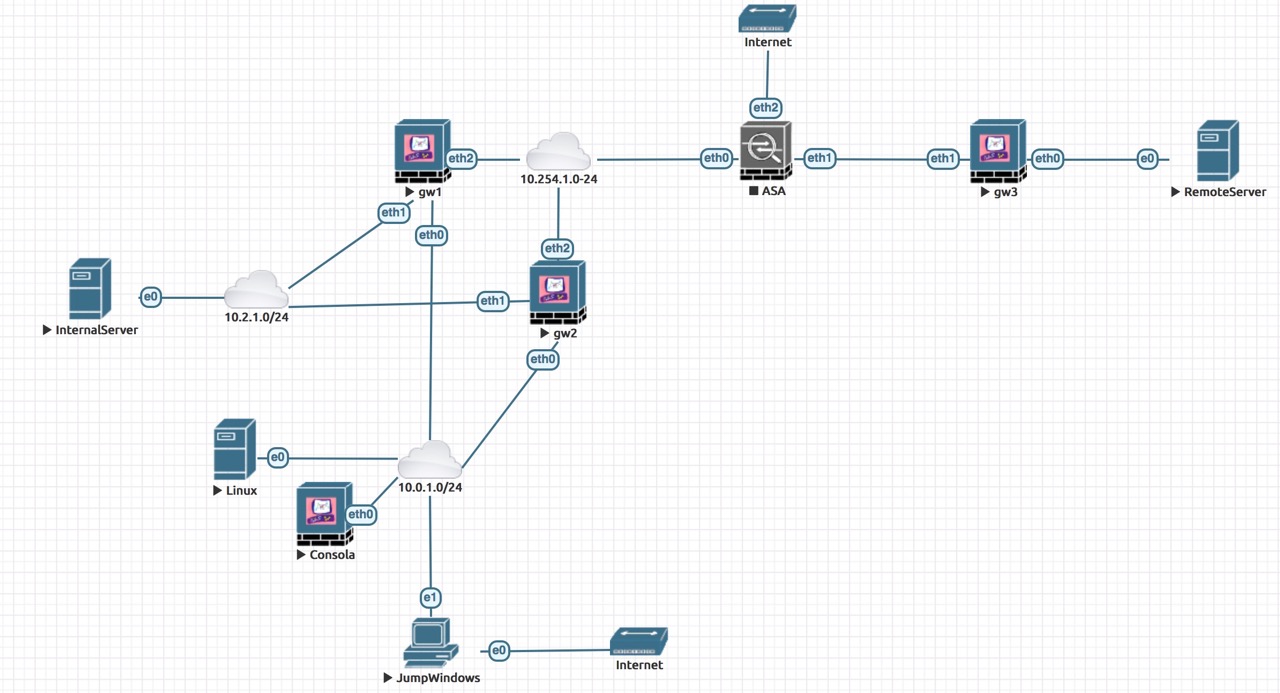 Internet
eth2
gw1
eth2
10.254.1.0-24
eth0
ASA
eth1
eth1
gw3
eth0
e0
RemoteServer
eth1
eth0
eth2
InternalServer
e0
10.2.1.0/24
eth1
gw2
eth0
Linux
e0
10.0.1.0/24
Consola
eth0
e1
JumpWindows
e0
Internet